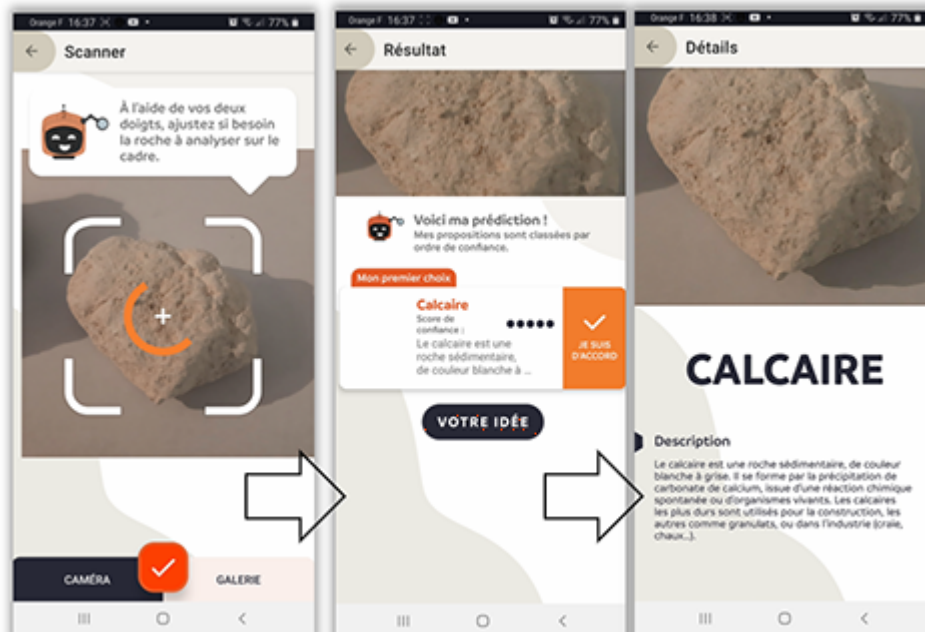 Orange F 16:37
77%
Scanner
À l'aide de vos deux
doigts, ajustez si besoin
la roche à analyser sur le
cadre.
CAMÉRA
GALERIE
Orange F 16:37
77%
Résultat
Voici ma prédiction !
Mes propositions sont classées par
ordre de confiance.
Mon premier choix
Calcaire
Score de
confiance :
Le calcaire est une
roche sédimentaire,
de couleur blanche à ...
JE SUIS
D'ACCORD
VOTRE IDÉE
Orange F 16:38
77%
Détails
CALCAIRE
Description
Le calcaire est une roche sédimentaire, de couleur
blanche à grise. Il se forme par la précipitation de
carbonate de calcium, issue d'une réaction chimique
spontanée ou d'organismes vivants. Les calcaires
les plus durs sont utilisés pour la construction, les
autres comme granulats, ou dans l'industrie (craie,
chaux...).